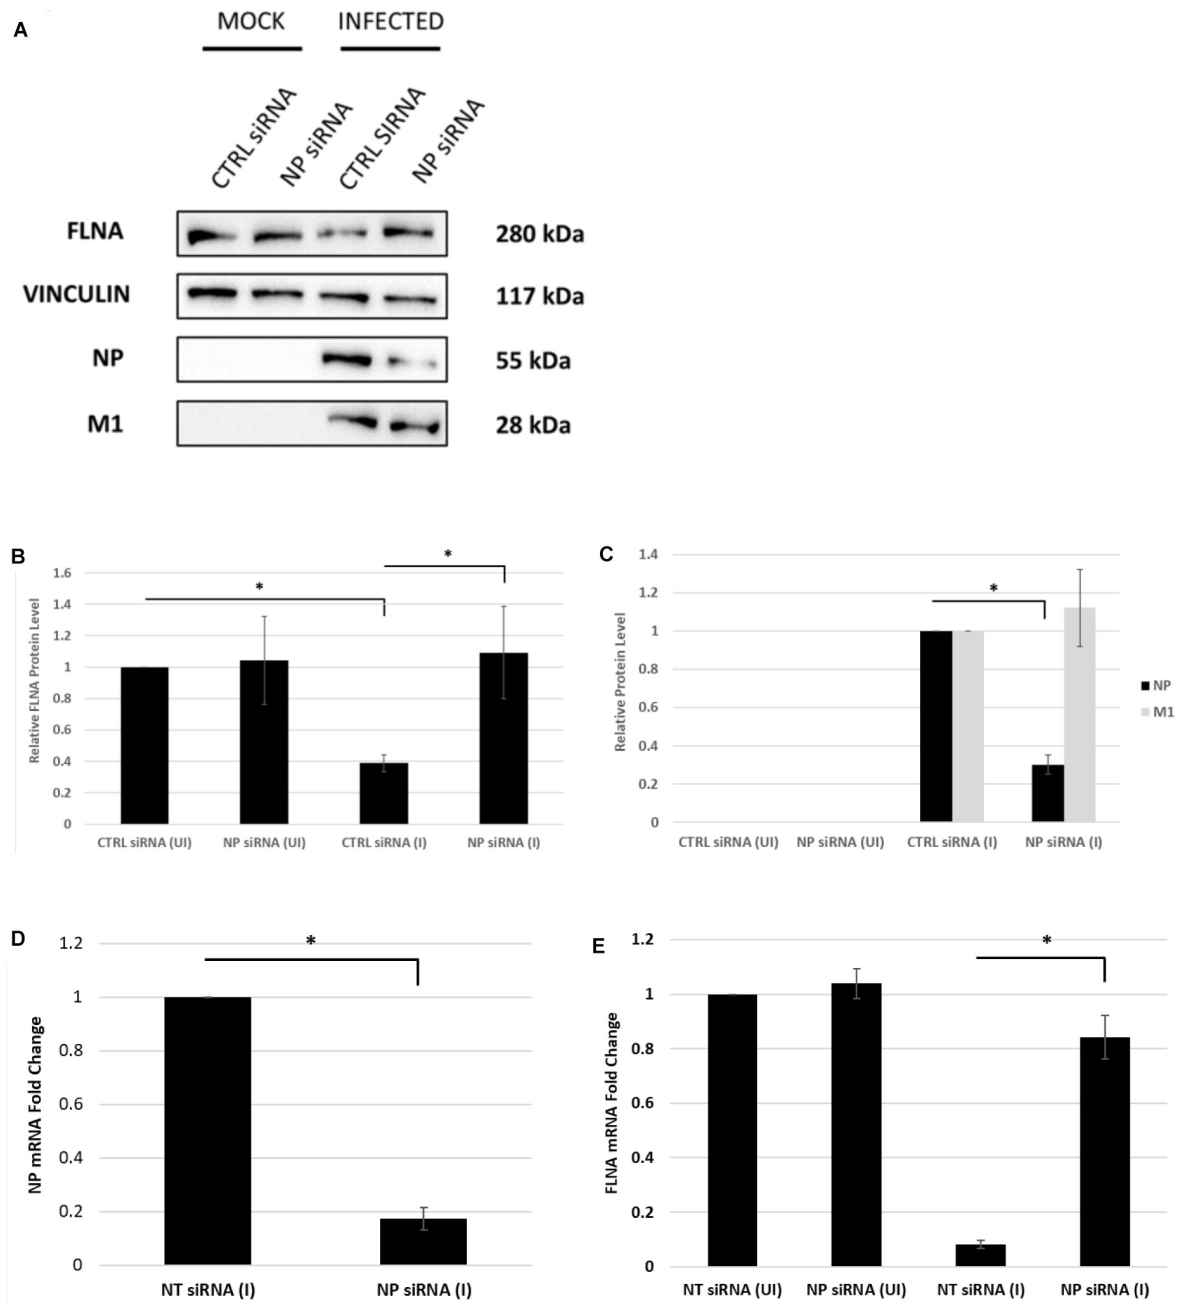 A
MOCK INFECTED
CTRL siRNA NP siRNA CTRL SIRNA NP siRNA
FLNA 280 kDa
VINCULIN 117 kDa
NP 55 kDa
M1 28 kDa
B
Relative FLNA Protein Level
1.6
1.4
1.2
1
0.8
0.6
0.4
0.2
0
* *
CTRL siRNA (UI) NP siRNA (UI) CTRL siRNA (I) NP siRNA (I)
C
Relative Protein Level
1.4
1.2
1
0.8
0.6
0.4
0.2
0
*
CTRL siRNA (UI) NP siRNA (UI) CTRL siRNA (I) NP siRNA (I)
NP
M1
D
NP mRNA Fold Change
1.2
1
0.8
0.6
0.4
0.2
0
*
NT siRNA (I) NP siRNA (I)
E
FLNA mRNA Fold Change
1.2
1
0.8
0.6
0.4
0.2
0
*
NT siRNA (UI) NP siRNA (UI) NT siRNA (I) NP siRNA (I)